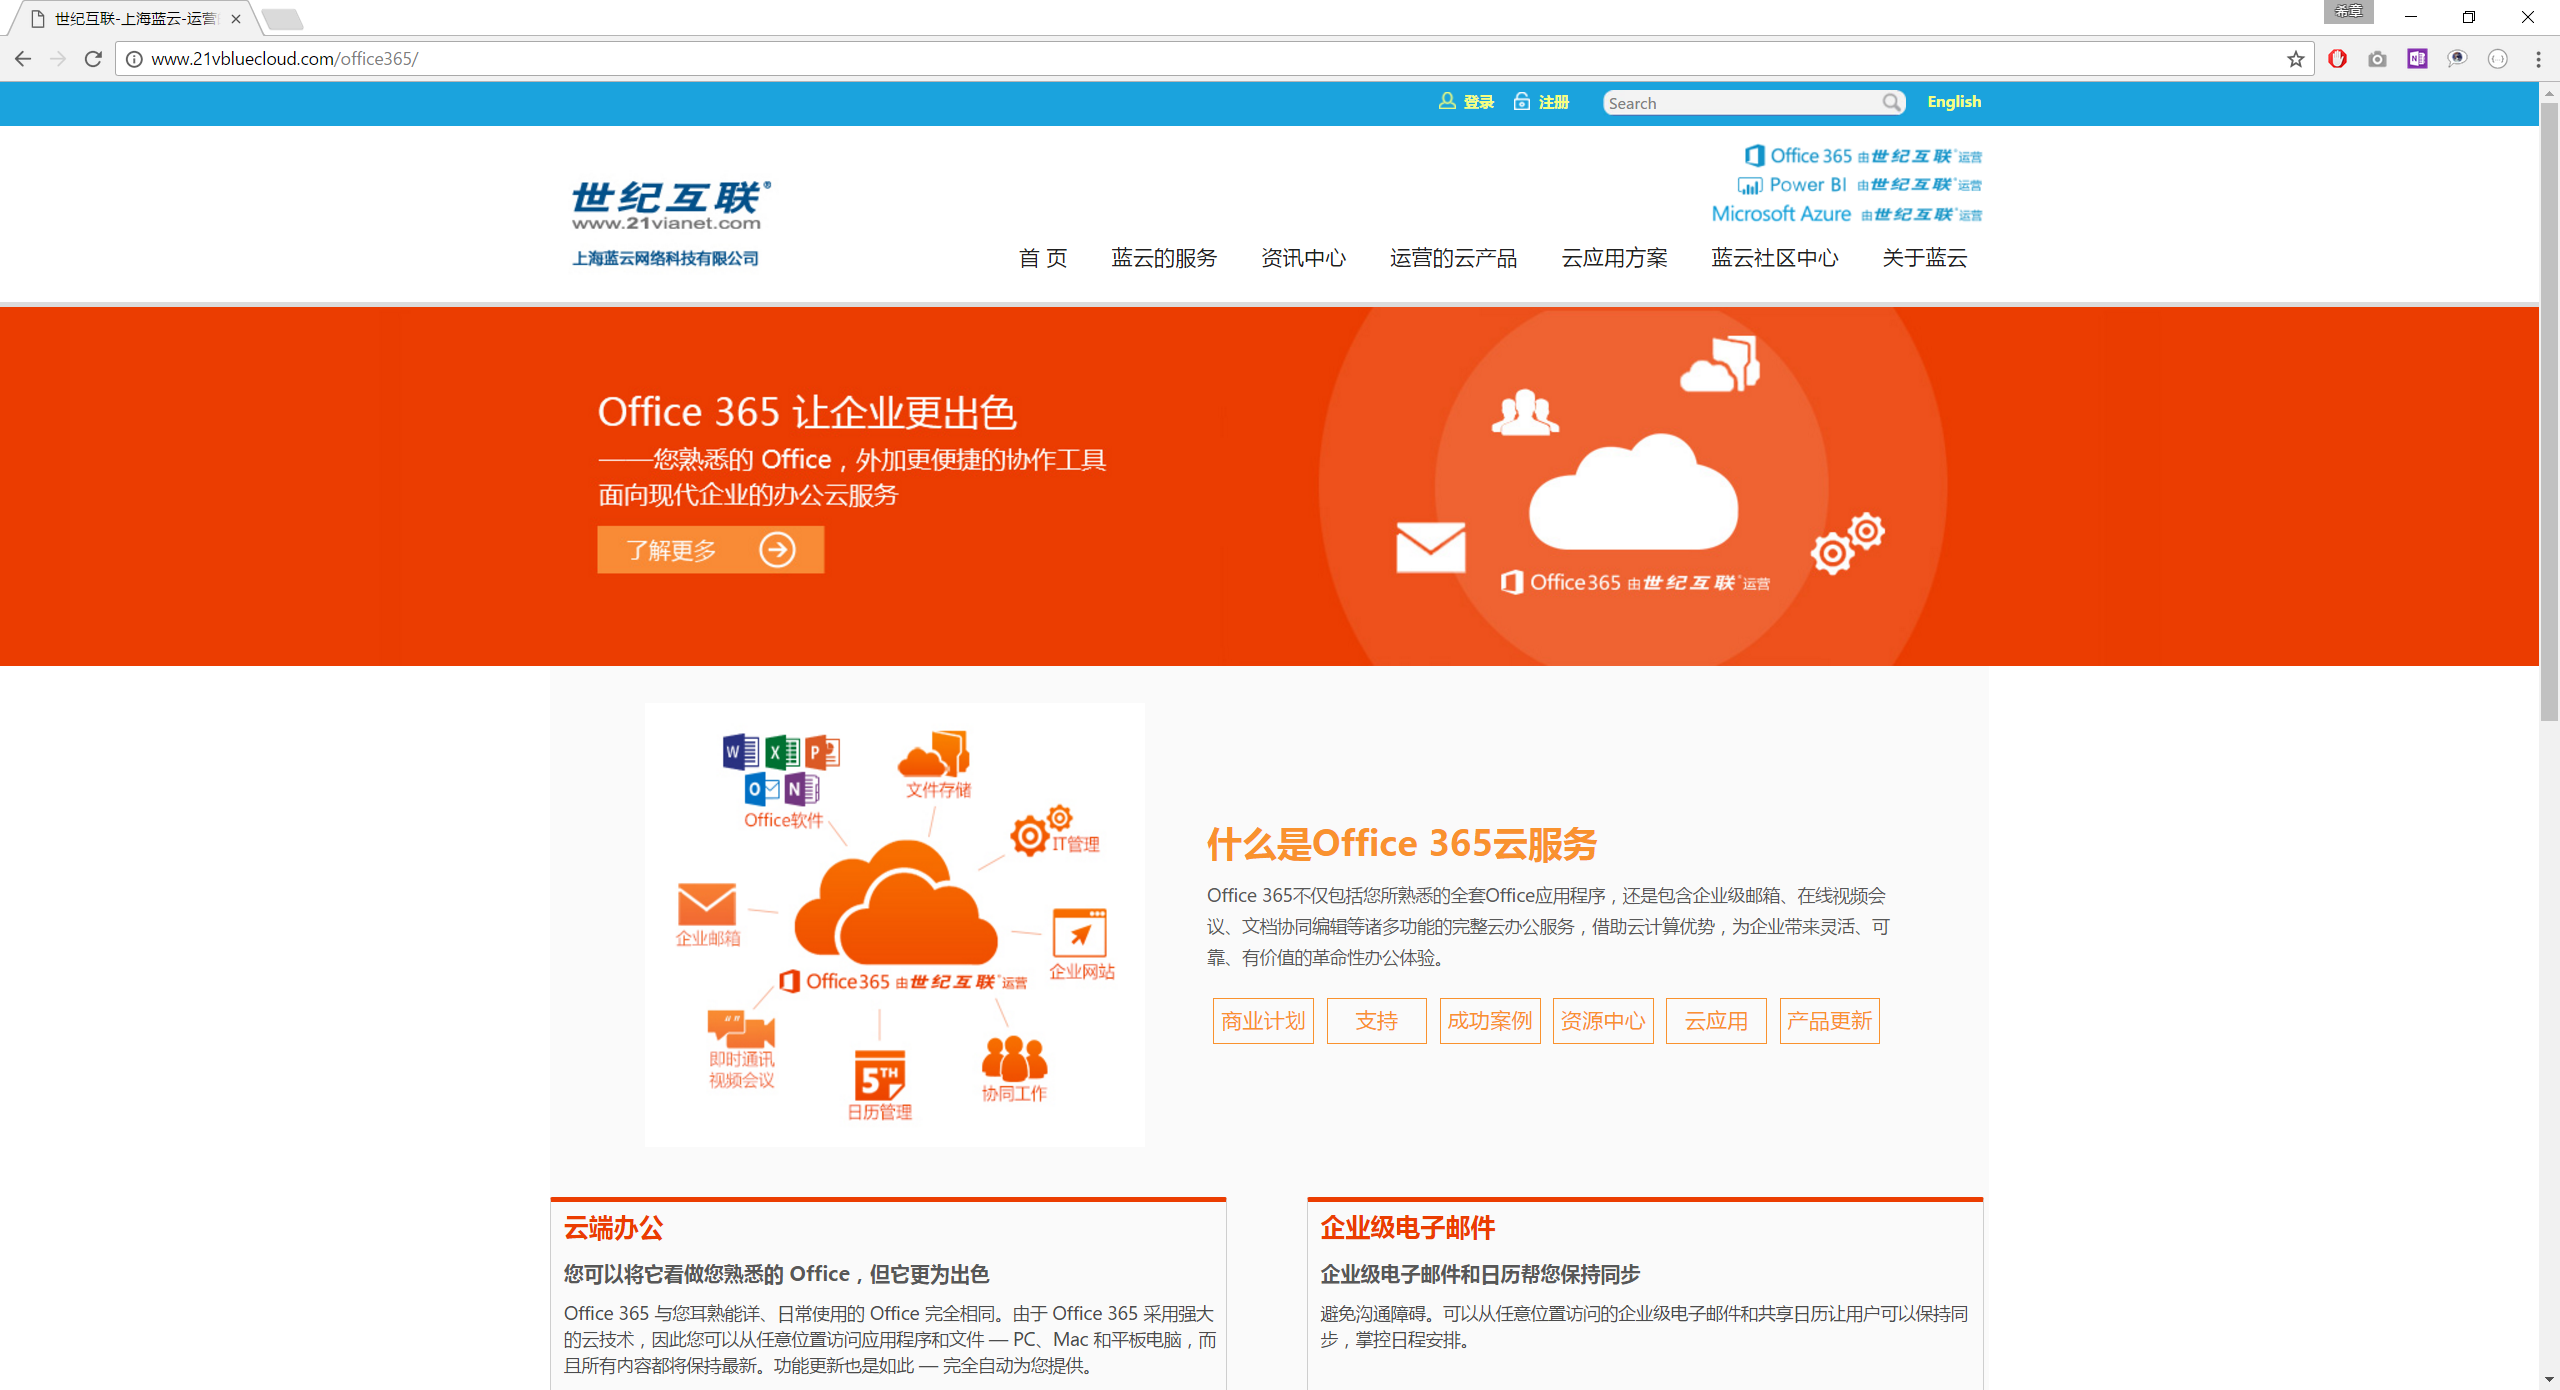 世纪互联-上海蓝云-运营
希章
www.21vbluecloud.com/office365/
登录 注册 Search English
Office 365 由世纪互联运营
Power BI 由世纪互联运营
Microsoft Azure 由世纪互联运营
世纪互联®
www.21vianet.com
上海蓝云网络科技有限公司
首 页 蓝云的服务 资讯中心 运营的云产品 云应用方案 蓝云社区中心 关于蓝云
Office 365 让企业更出色
——您熟悉的 Office，外加更便捷的协作工具
面向现代企业的办公云服务
了解更多
Office365 由世纪互联运营
Office软件
文件存储
IT管理
企业邮箱
企业网站
Office365 由世纪互联运营
即时通讯
视频会议
5TH
日历管理
协同工作
什么是Office 365云服务
Office 365不仅包括您所熟悉的全套Office应用程序，还是包含企业级邮箱、在线视频会
议、文档协同编辑等诸多功能的完整云办公服务，借助云计算优势，为企业带来灵活、可
靠、有价值的革命性办公体验。
商业计划 支持 成功案例 资源中心 云应用 产品更新
云端办公
您可以将它看做您熟悉的 Office，但它更为出色
Office 365 与您耳熟能详、日常使用的 Office 完全相同。由于 Office 365 采用强大
的云技术，因此您可以从任意位置访问应用程序和文件 — PC、Mac 和平板电脑，而
且所有内容都将保持最新。功能更新也是如此 — 完全自动为您提供。
企业级电子邮件
企业级电子邮件和日历帮您保持同步
避免沟通障碍。可以从任意位置访问的企业级电子邮件和共享日历让用户可以保持同
步，掌控日程安排。